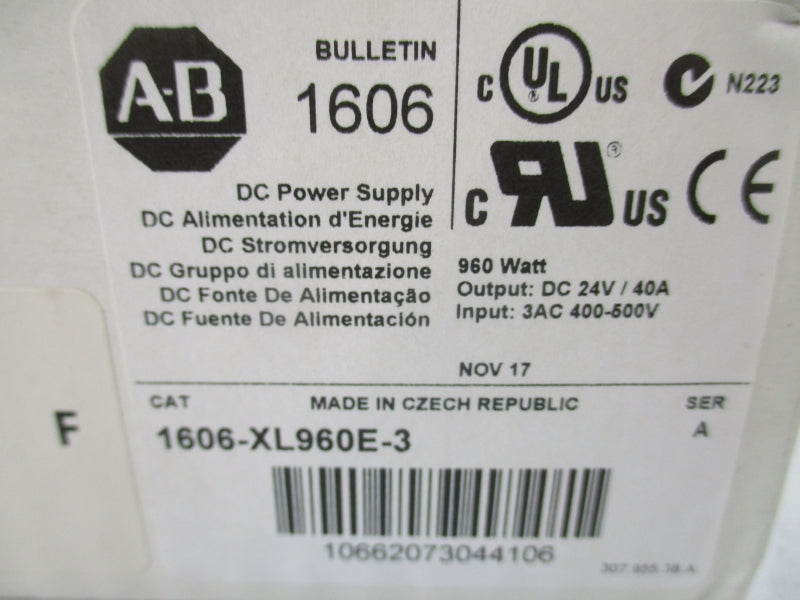 A-B
BULLETIN
1606
C UL US
N223
C RU US CE
DC Power Supply
DC Alimentation d'Energie
DC Stromversorgung
DC Gruppo di alimentazione
DC Fonte De Alimentação
DC Fuente De Alimentación
960 Watt
Output: DC 24V / 40A
Input: 3AC 400-500V
NOV 17
CAT MADE IN CZECH REPUBLIC SER
1606-XL960E-3 A
F
10662073044106